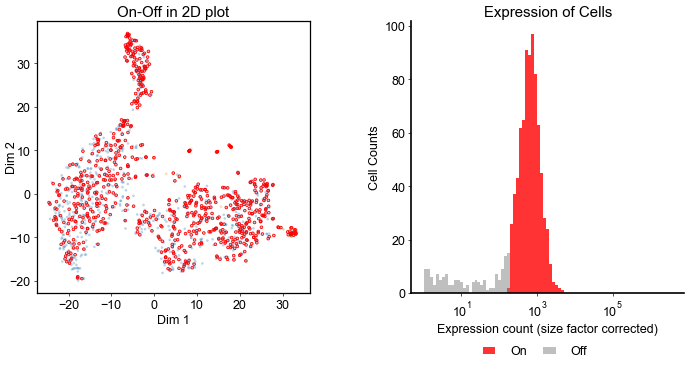 On-Off in 2D plot
Dim 2
30
20
10
0
−10
−20
−20 −10 0 10 20 30
Dim 1
Expression of Cells
Cell Counts
100
80
60
40
20
0
10¹ 10³ 10⁵
Expression count (size factor corrected)
On Off